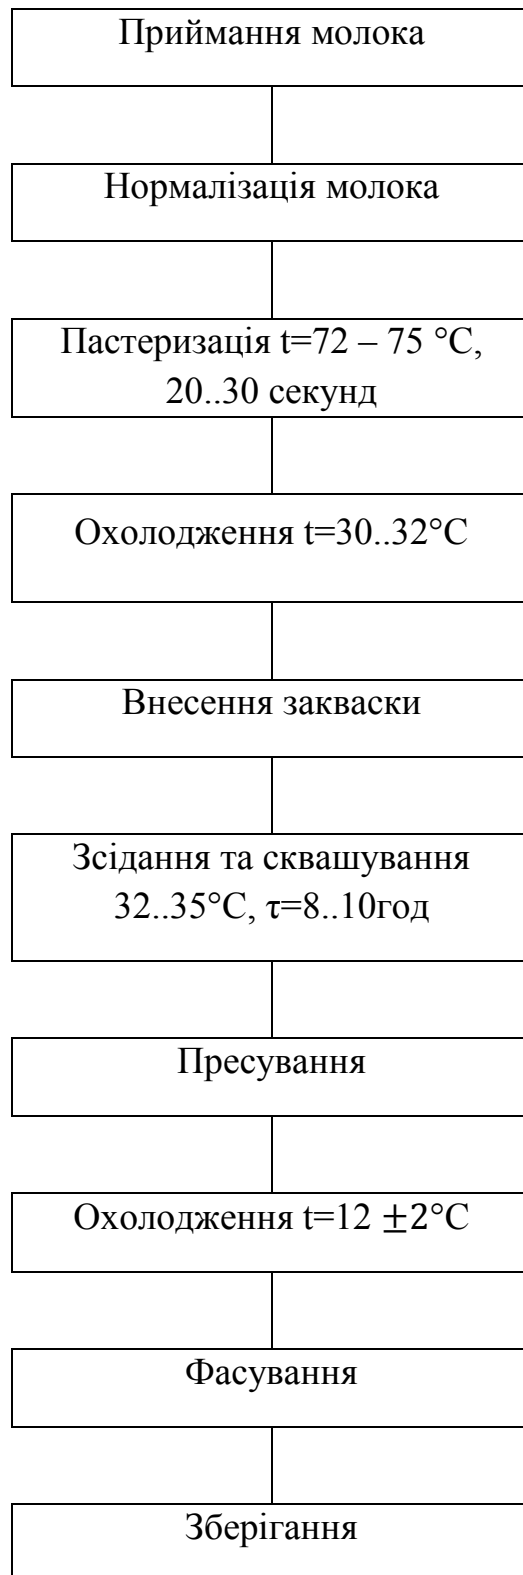 Приймання молока
Нормалізація молока
Пастеризація t=72 – 75 °С,
20..30 секунд
Охолодження t=30..32°С
Внесення закваски
Зсідання та сквашування
32..35°С, τ=8..10год
Пресування
Охолодження t=12 ±2°С
Фасування
Зберігання